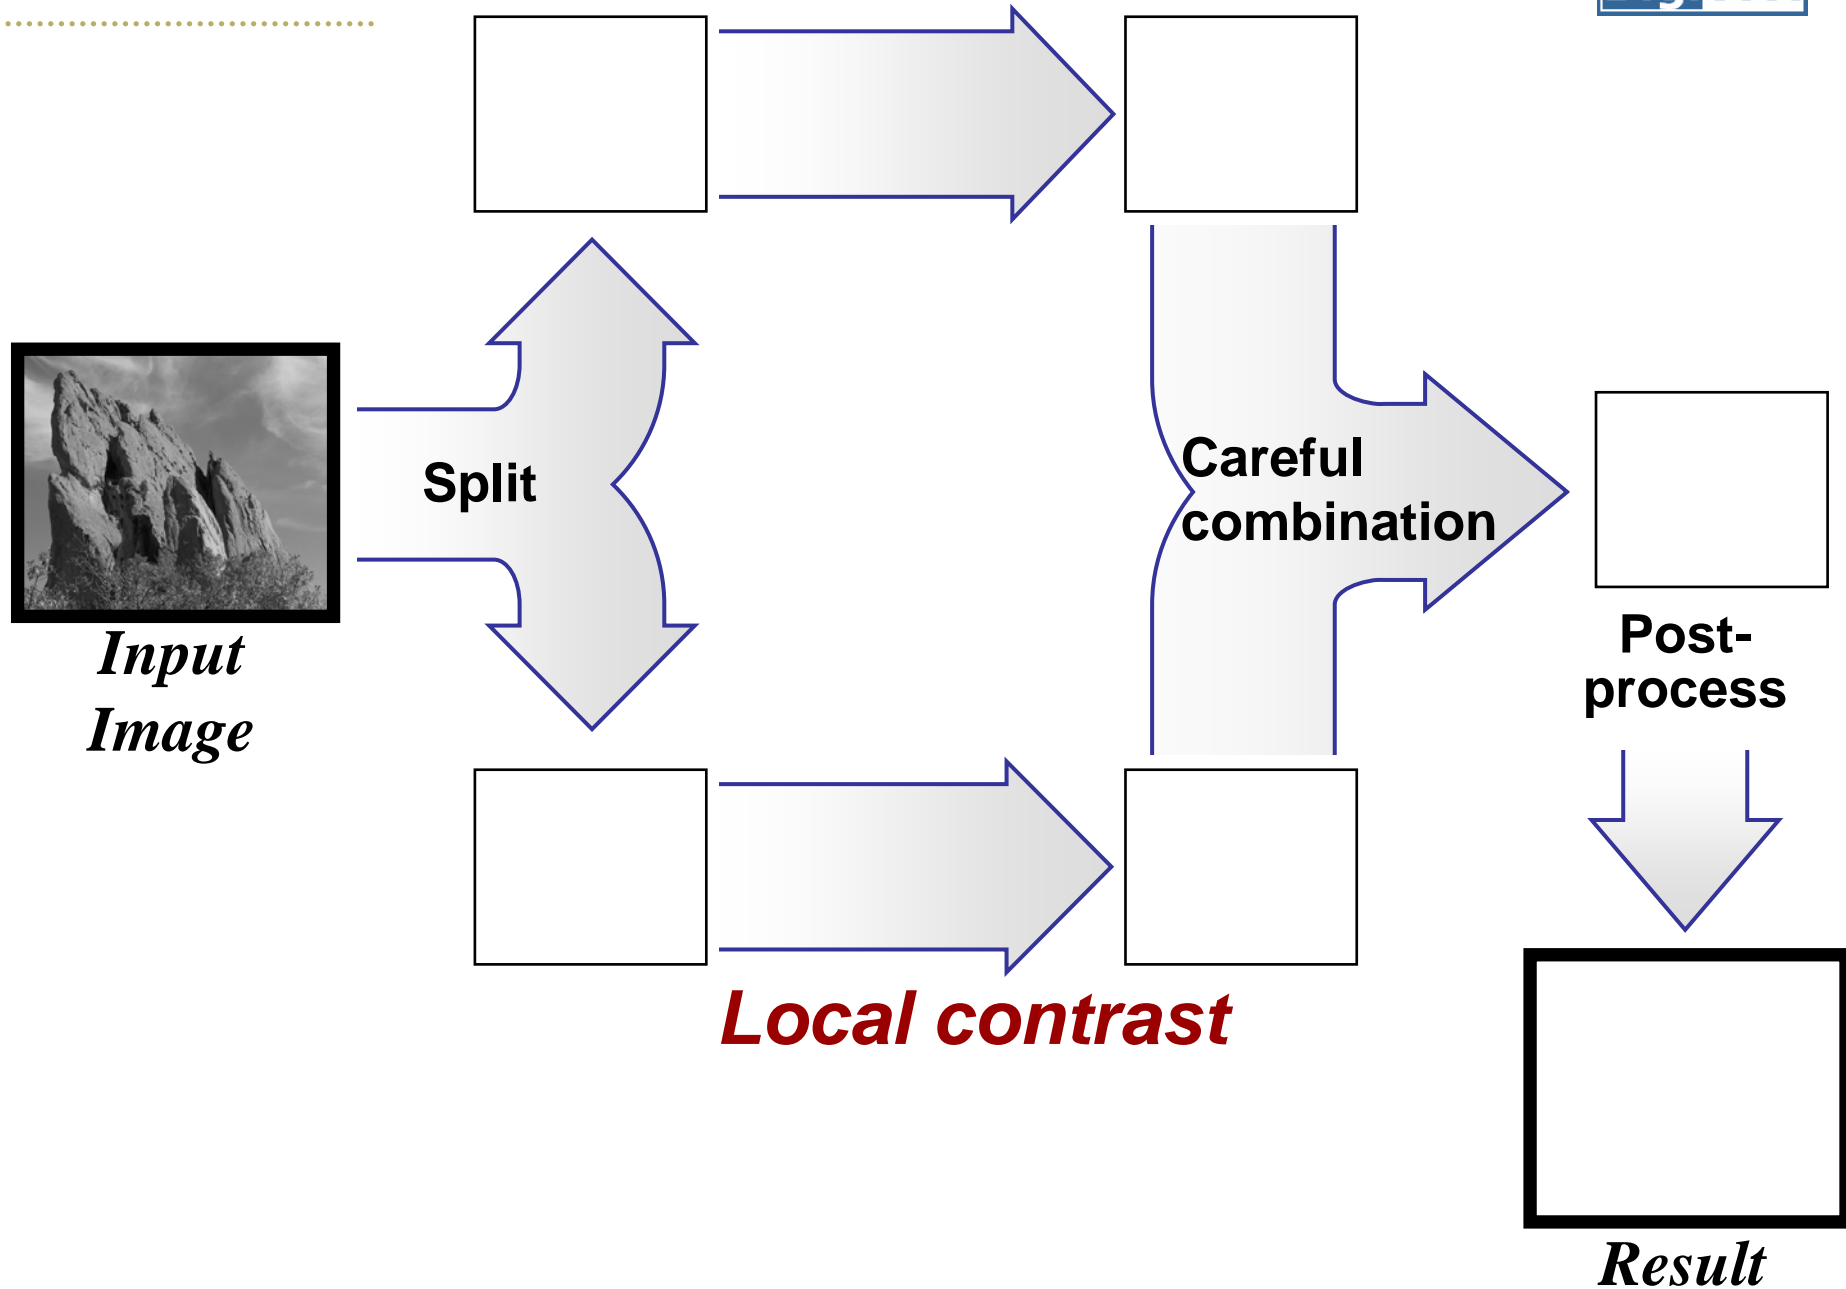 Split
Careful
combination
Input
Image
Post-
process
Local contrast
Result